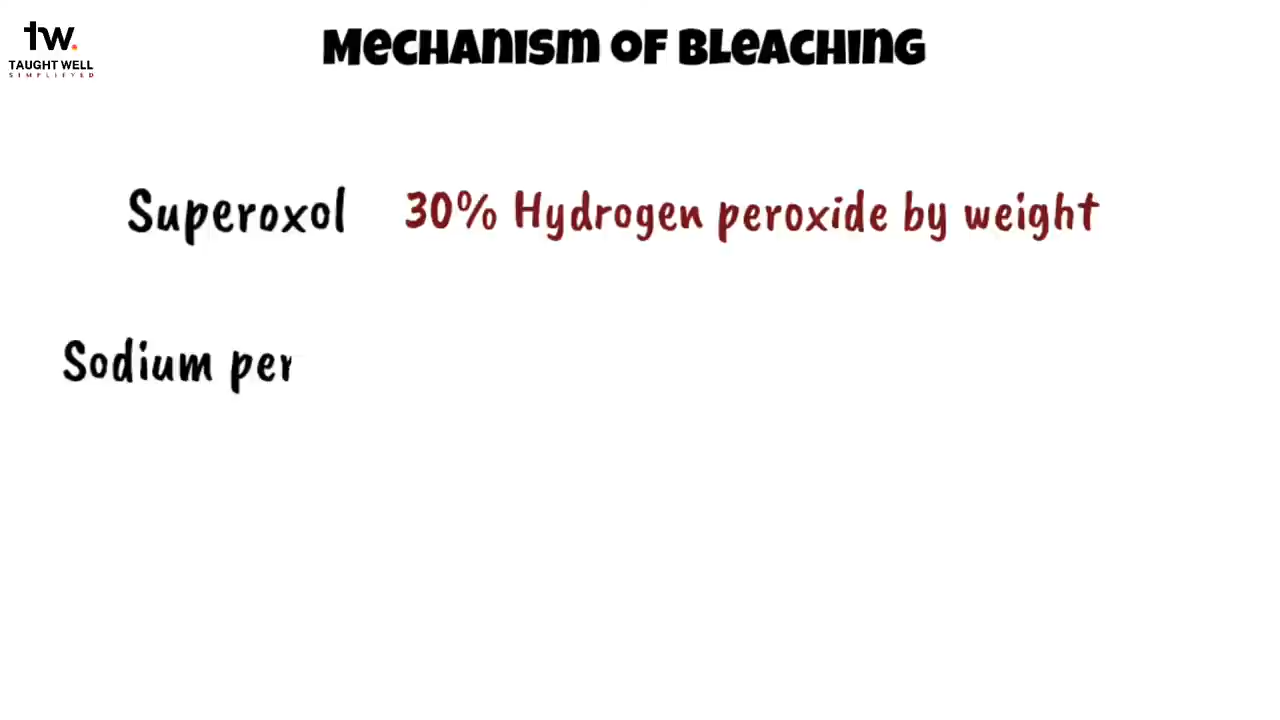 tw.
TAUGHT WELL
SIMPLIFYED
Mechanism of Bleaching
Superoxol 30% Hydrogen peroxide by weight
Sodium per